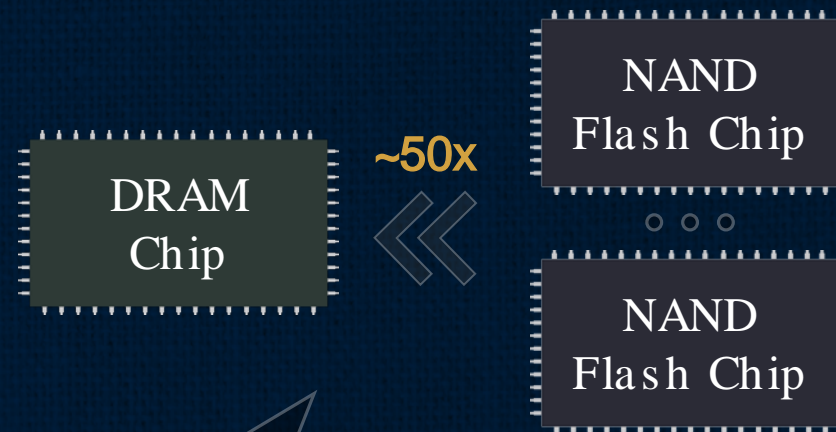 DRAM
Chip
~50x
NAND
Flash Chip
NAND
Flash Chip